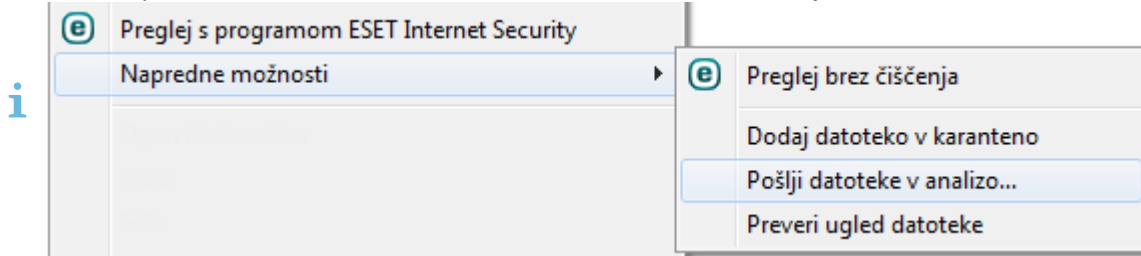 Preglej s programom ESET Internet Security
Napredne možnosti
Preglej brez čiščenja
Dodaj datoteko v karanteno
Pošlji datoteke v analizo...
Preveri ugled datoteke